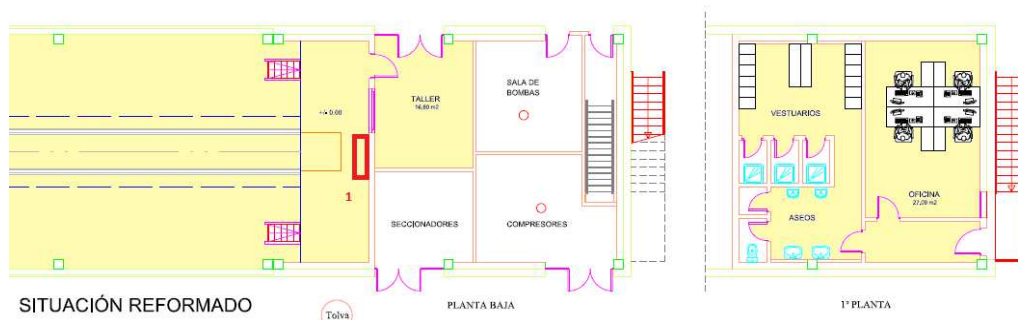 SALA DE
BOMBAS
TALLER
16,80 m2
+/- 0.00
VESTUARIOS
1
OFICINA
27,09 m2
SECCIONADORES
COMPRESORES
ASEOS
SITUACIÓN REFORMADO
Tolva
PLANTA BAJA
1ª PLANTA